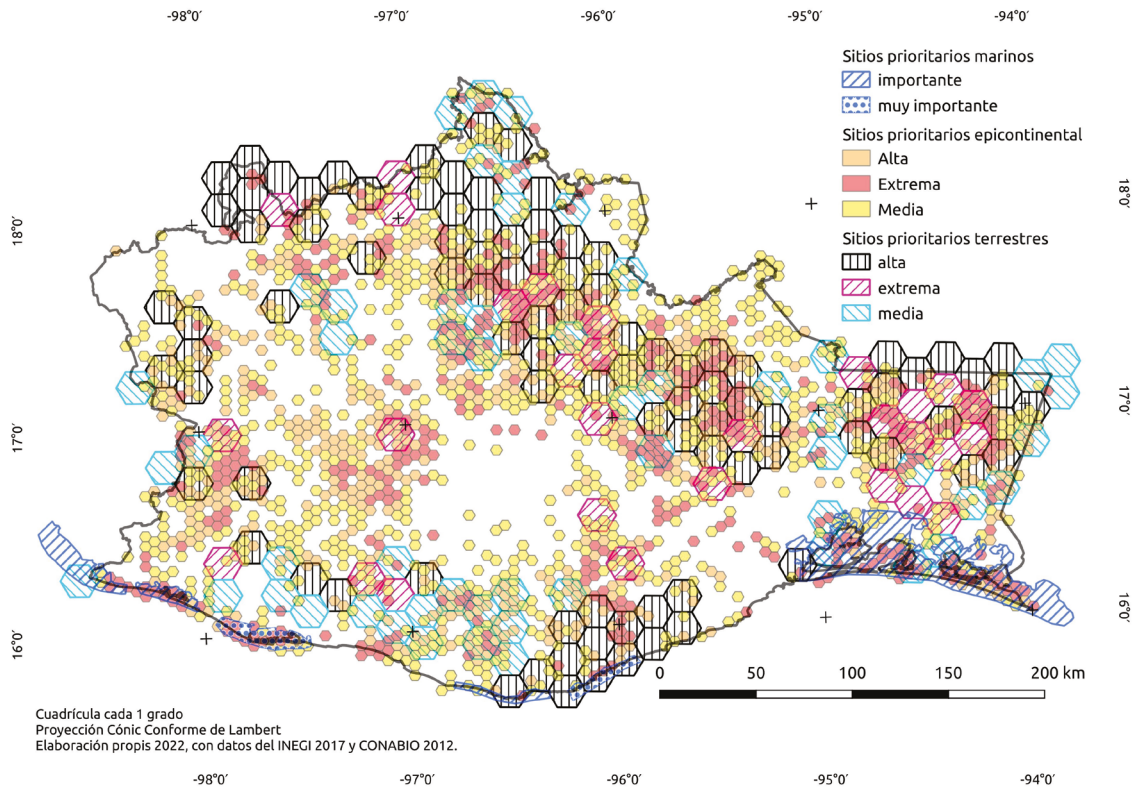 -98°0'
-97°0'
-96°0'
-95°0'
-94°0'
Sitios prioritarios marinos
importante
muy importante
Sitios prioritarios epicontinental
Alta
Extrema
Media
Sitios prioritarios terrestres
alta
extrema
media
18°0'
17°0'
16°0'
18°0'
17°0'
16°0'
0
50
100
150
200 km
Cuadrícula cada 1 grado
Proyección Cónic Conforme de Lambert
Elaboración propis 2022, con datos del INEGI 2017 y CONABIO 2012.
-98°0'
-97°0'
-96°0'
-95°0'
-94°0'